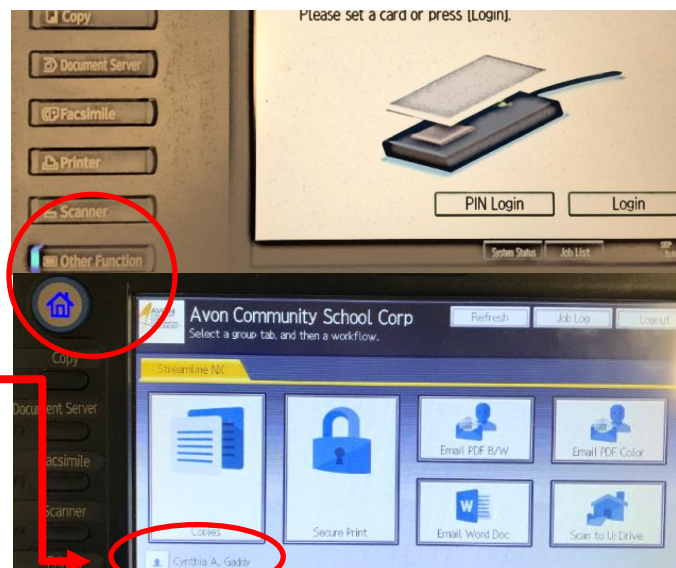 Copy
Please set a card or press [Login].
Document Server
Facsimile
Printer
PIN Login
Login
Scanner
System Status
Job List
Other Function
AVON
Avon Community School Corp
Refresh
Job Log
Logout
Select a group tab, and then a workflow.
Copy
Streamline NX
Document Server
Facsimile
Email PDF B/W
Email PDF Color
Scanner
W
Copies
Secure Print
Email Word Doc
Scan to U: Drive
Cynthia A. Gaddy